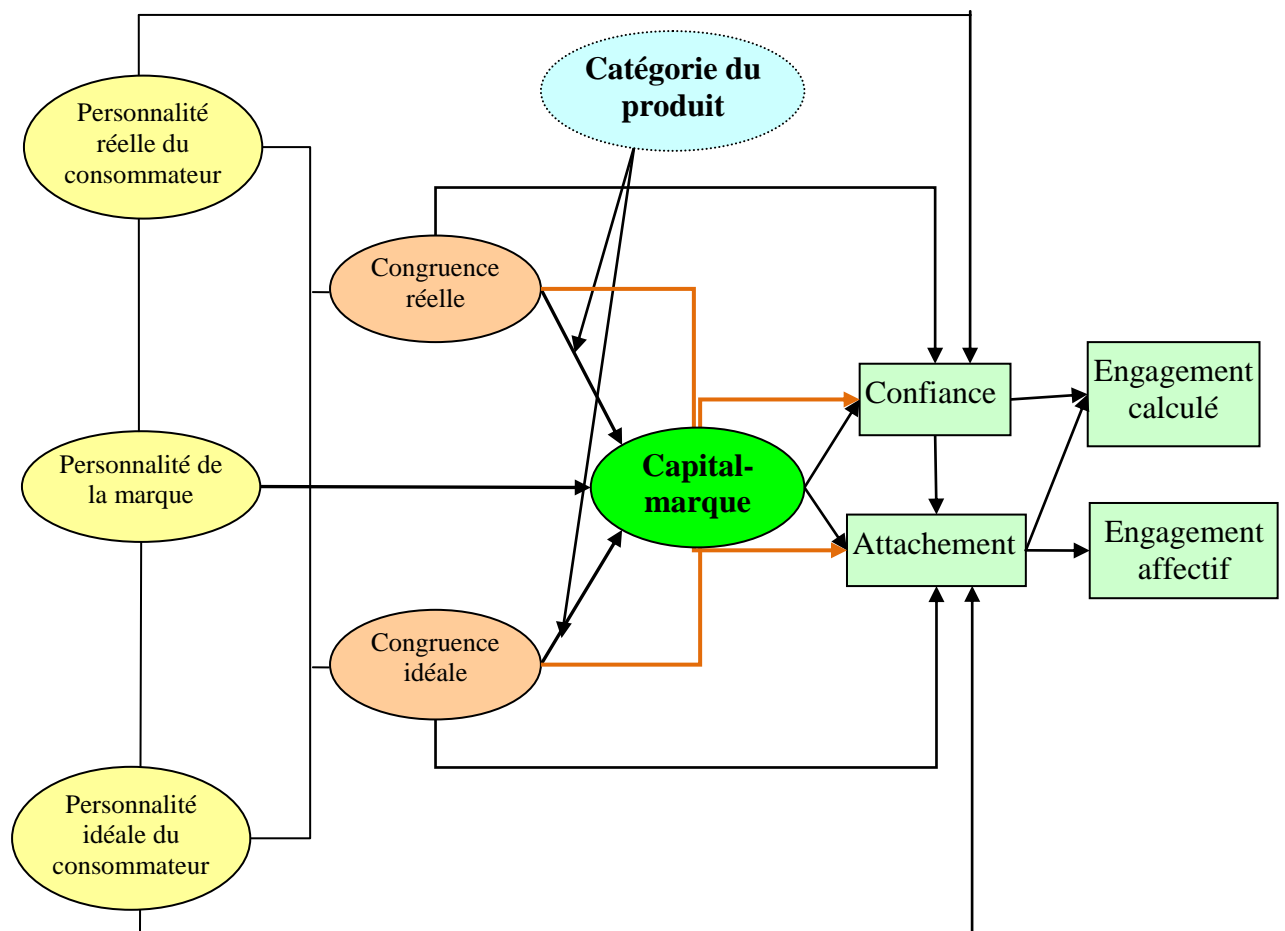 Catégorie du
produit
Personnalité
réelle du
consommateur
Congruence
réelle
Confiance
Engagement
calculé
Personnalité de
la marque
Capital-
marque
Attachement
Engagement
affectif
Congruence
idéale
Personnalité
idéale du
consommateur